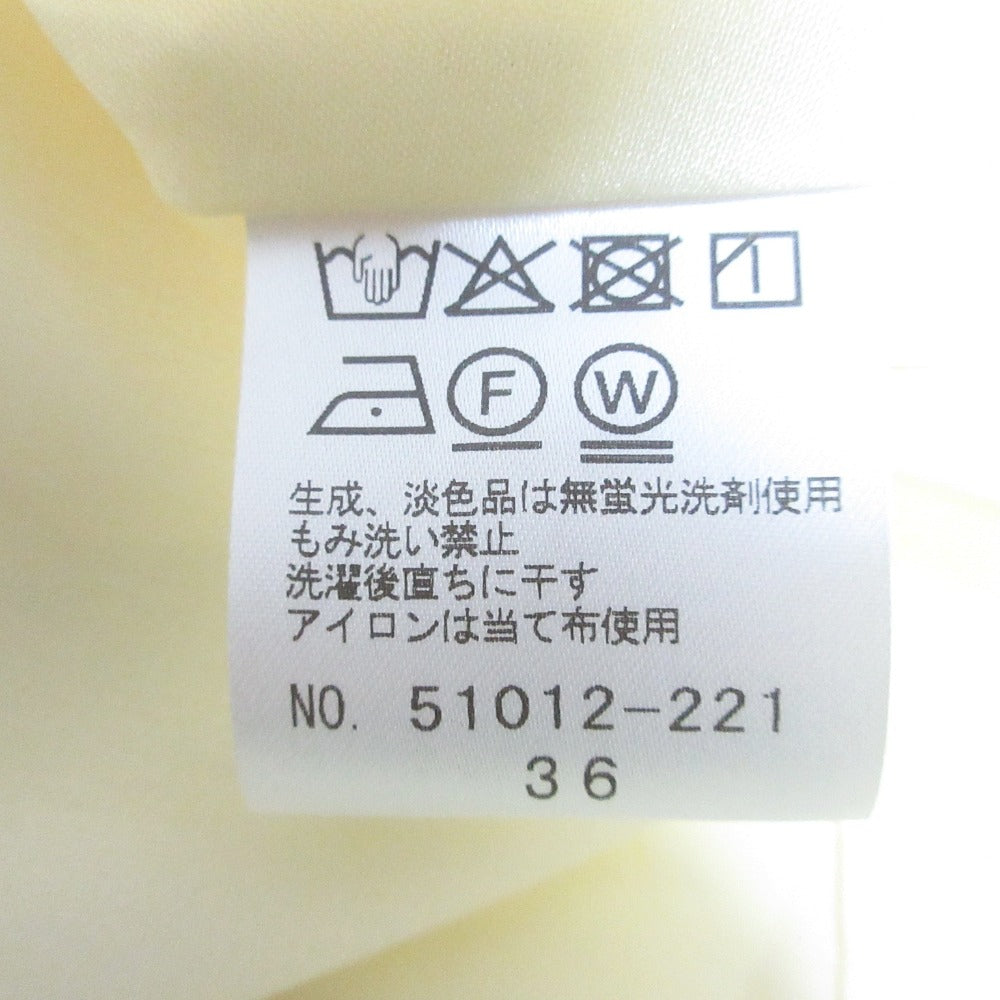 F W
生成、淡色品は無蛍光洗剤使用
もみ洗い禁止
洗濯後直ちに干す
アイロンは当て布使用
NO. 51012-221
36